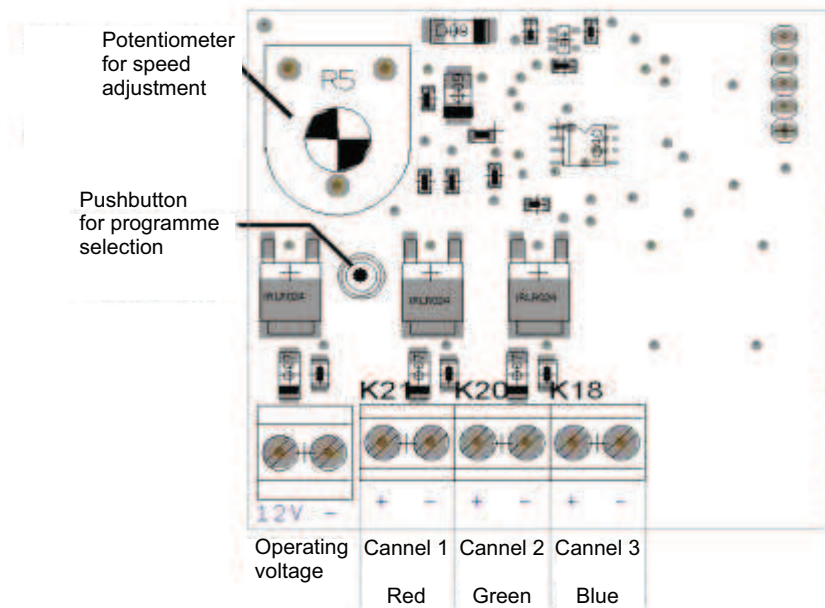 Potentiometer
for speed
adjustment
R5
Pushbutton
for programme
selection
IRLR024
IRLR024
IRLR024
K21
K20
K18
12V -
+ -
+ -
+ -
Operating
voltage
Cannel 1
Cannel 2
Cannel 3
Red
Green
Blue